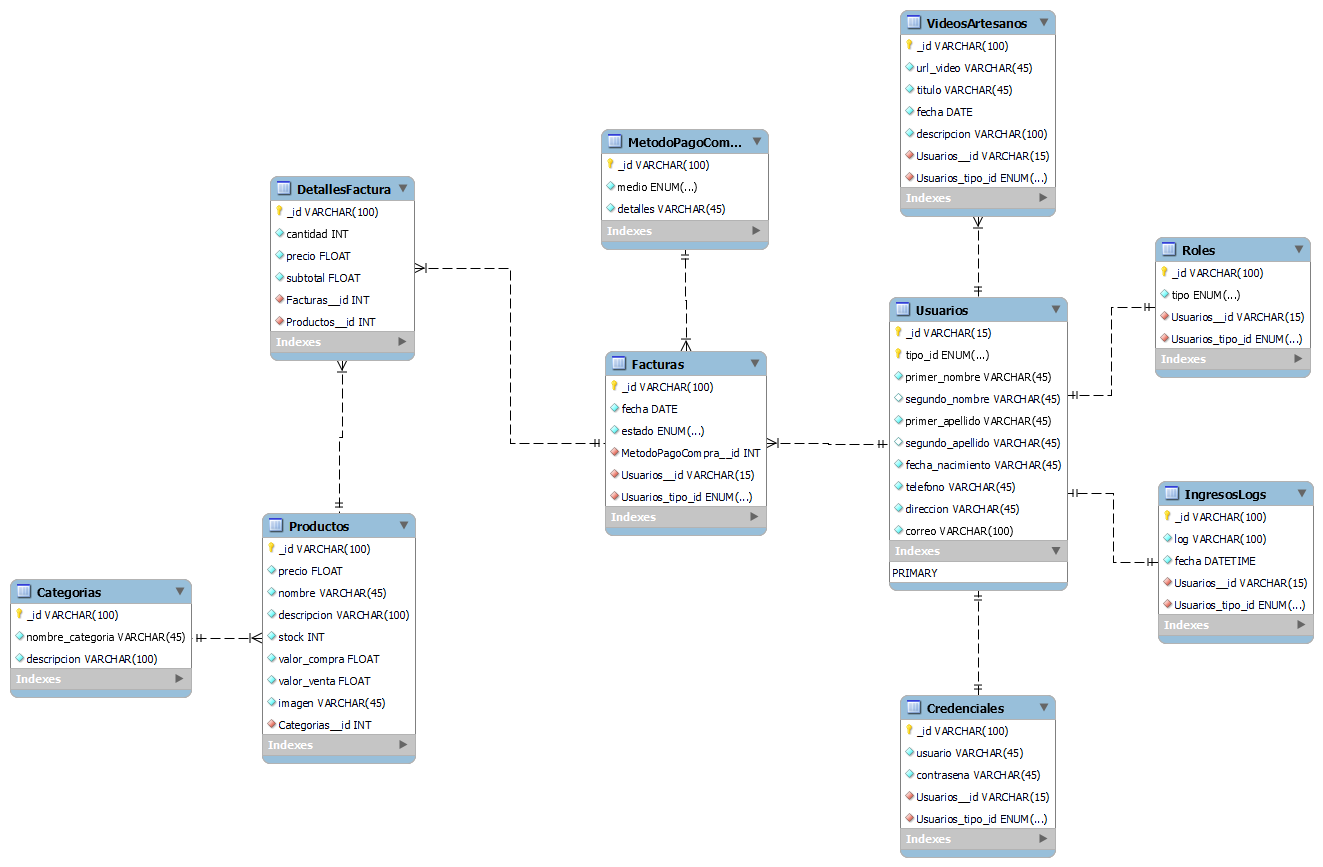 VideosArtesanos
_id VARCHAR(100)
url_video VARCHAR(45)
titulo VARCHAR(45)
fecha DATE
descripcion VARCHAR(100)
Usuarios__id VARCHAR(15)
Usuarios_tipo_id ENUM(...)
Indexes
MetodoPagoCom...
_id VARCHAR(100)
medio ENUM(...)
detalles VARCHAR(45)
Indexes
DetallesFactura
_id VARCHAR(100)
cantidad INT
precio FLOAT
subtotal FLOAT
Facturas__id INT
Productos__id INT
Indexes
Roles
_id VARCHAR(100)
tipo ENUM(...)
Usuarios__id VARCHAR(15)
Usuarios_tipo_id ENUM(...)
Indexes
Usuarios
_id VARCHAR(15)
tipo_id ENUM(...)
primer_nombre VARCHAR(45)
segundo_nombre VARCHAR(45)
primer_apellido VARCHAR(45)
segundo_apellido VARCHAR(45)
fecha_nacimiento VARCHAR(45)
telefono VARCHAR(45)
direccion VARCHAR(45)
correo VARCHAR(100)
Indexes
PRIMARY
Facturas
_id VARCHAR(100)
fecha DATE
estado ENUM(...)
MetodoPagoCompra__id INT
Usuarios__id VARCHAR(15)
Usuarios_tipo_id ENUM(...)
Indexes
IngresosLogs
_id VARCHAR(100)
log VARCHAR(100)
fecha DATETIME
Usuarios__id VARCHAR(15)
Usuarios_tipo_id ENUM(...)
Indexes
Productos
_id VARCHAR(100)
precio FLOAT
nombre VARCHAR(45)
descripcion VARCHAR(100)
stock INT
valor_compra FLOAT
valor_venta FLOAT
imagen VARCHAR(45)
Categorias__id INT
Indexes
Categorias
_id VARCHAR(100)
nombre_categoria VARCHAR(45)
descripcion VARCHAR(100)
Indexes
Credenciales
_id VARCHAR(100)
usuario VARCHAR(45)
contrasena VARCHAR(45)
Usuarios__id VARCHAR(15)
Usuarios_tipo_id ENUM(...)
Indexes